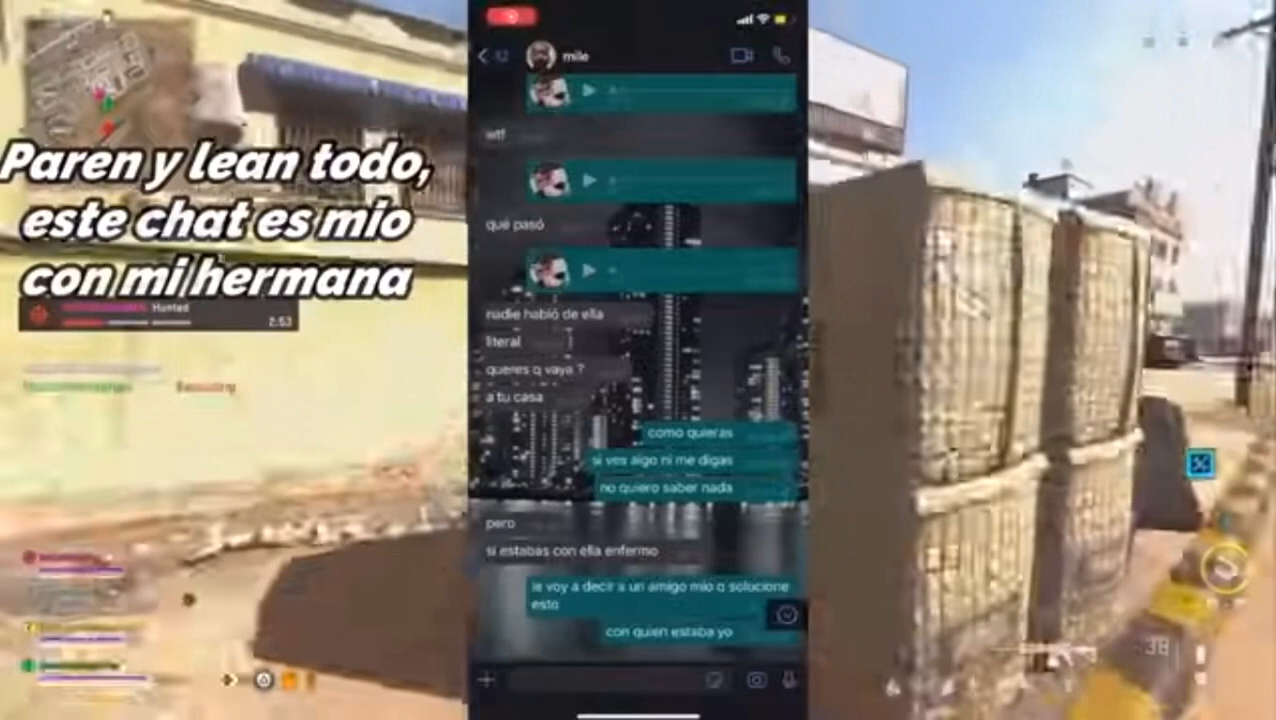 Paren y lean todo,
este chat es mio
con mi hermana
Hunted
2:53
mile
wtf
qué pasó
nadie habló de ella
literal
queres q vaya ?
a tu casa
como quieras
si ves algo ni me digas
no quiero saber nada
pero
si estabas con ella enfermo
le voy a decir a un amigo mio q solucione
esto
con quien estaba yo
38